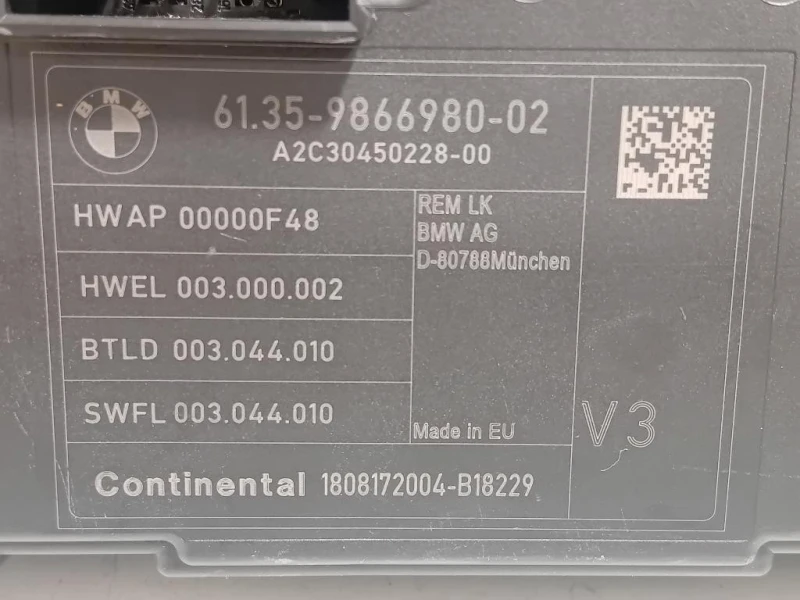 BMW
61.35-9866980-02
A2C30450228-00
HWAP 00000F48
REM LK
BMW AG
D-80788München
HWEL 003.000.002
BTLD 003.044.010
SWFL 003.044.010
Made in EU
V3
Continental 1808172004-B18229